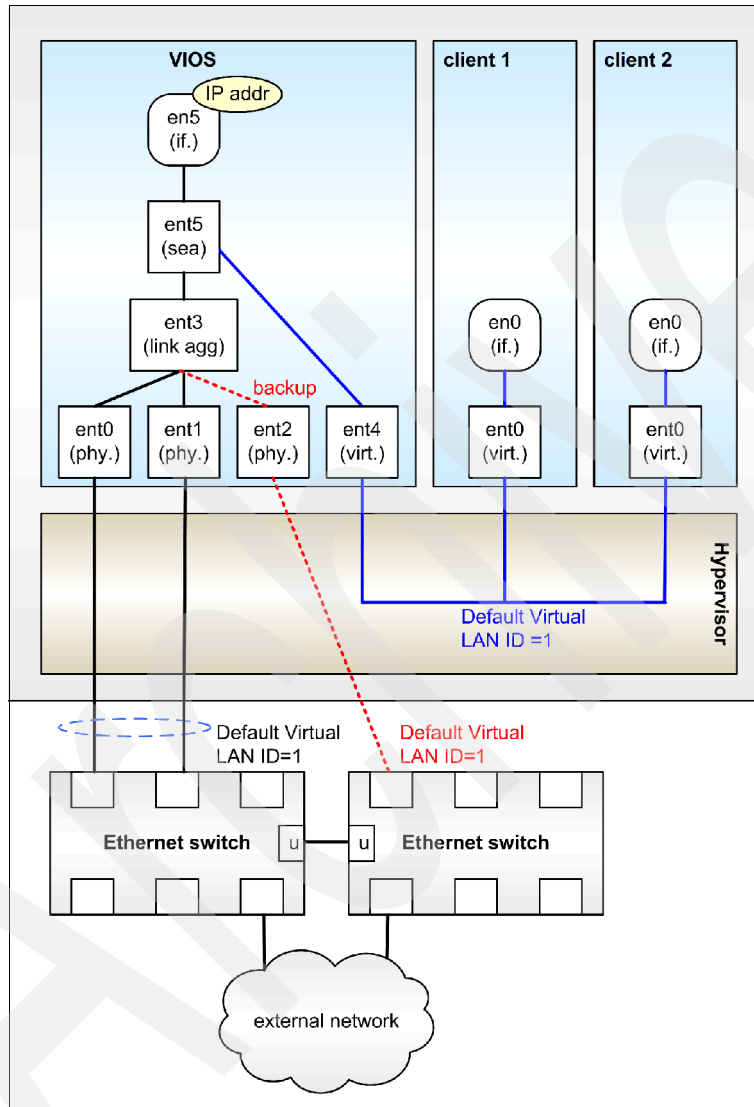 VIOS
client 1
client 2
IP addr
en5
(if.)
ent5
(sea)
ent3
(link agg)
en0
(if.)
en0
(if.)
backup
ent0
(phy.)
ent1
(phy.)
ent2
(phy.)
ent4
(virt.)
ent0
(virt.)
ent0
(virt.)
Hypervisor
Default Virtual
LAN ID =1
Default Virtual
LAN ID=1
Default Virtual
LAN ID=1
Ethernet switch
u
u
Ethernet switch
external network